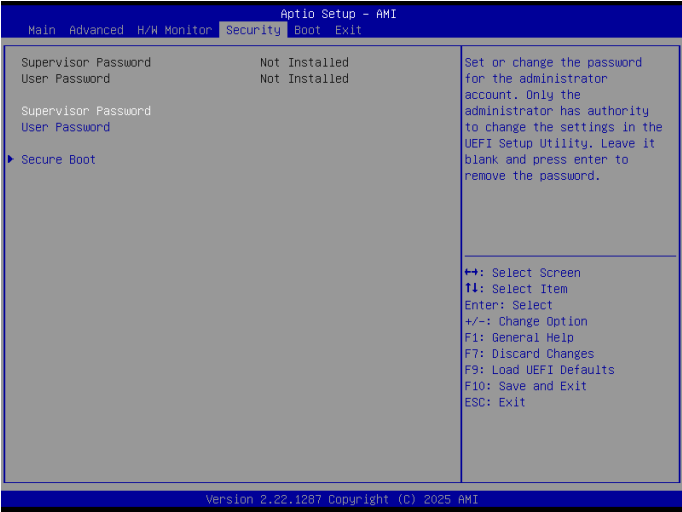 Aptio Setup – AMI
Main Advanced H/W Monitor Security Boot Exit
Supervisor Password Not Installed
User Password Not Installed
Supervisor Password
User Password
Secure Boot
Set or change the password
for the administrator
account. Only the
administrator has authority
to change the settings in the
UEFI Setup Utility. Leave it
blank and press enter to
remove the password.
↔: Select Screen
↑↓: Select Item
Enter: Select
+/-: Change Option
F1: General Help
F7: Discard Changes
F9: Load UEFI Defaults
F10: Save and Exit
ESC: Exit
Version 2.22.1287 Copyright (C) 2025 AMI